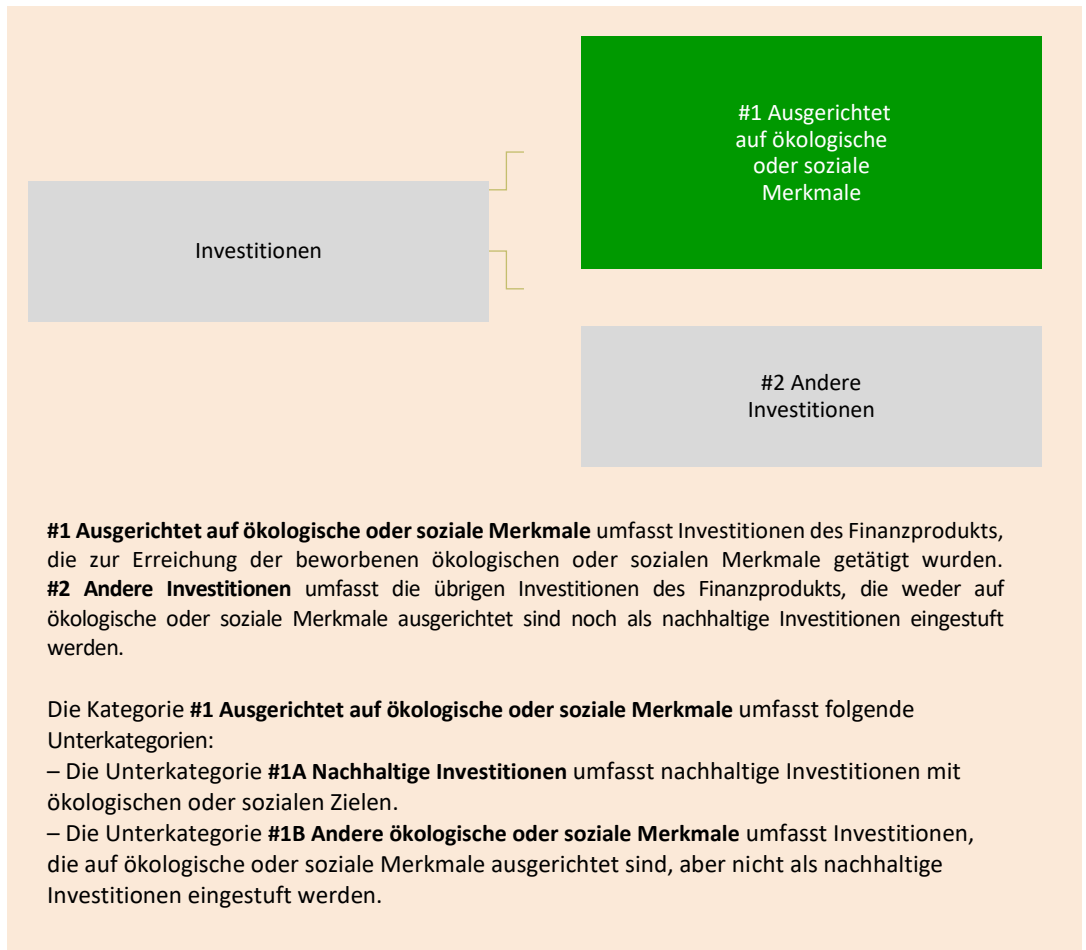 #1 Ausgerichtet
auf ökologische
oder soziale
Merkmale
Investitionen
#2 Andere
Investitionen
#1 Ausgerichtet auf ökologische oder soziale Merkmale umfasst Investitionen des Finanzprodukts,
die zur Erreichung der beworbenen ökologischen oder sozialen Merkmale getätigt wurden.
#2 Andere Investitionen umfasst die übrigen Investitionen des Finanzprodukts, die weder auf
ökologische oder soziale Merkmale ausgerichtet sind noch als nachhaltige Investitionen eingestuft
werden.
Die Kategorie #1 Ausgerichtet auf ökologische oder soziale Merkmale umfasst folgende
Unterkategorien:
– Die Unterkategorie #1A Nachhaltige Investitionen umfasst nachhaltige Investitionen mit
ökologischen oder sozialen Zielen.
– Die Unterkategorie #1B Andere ökologische oder soziale Merkmale umfasst Investitionen,
die auf ökologische oder soziale Merkmale ausgerichtet sind, aber nicht als nachhaltige
Investitionen eingestuft werden.